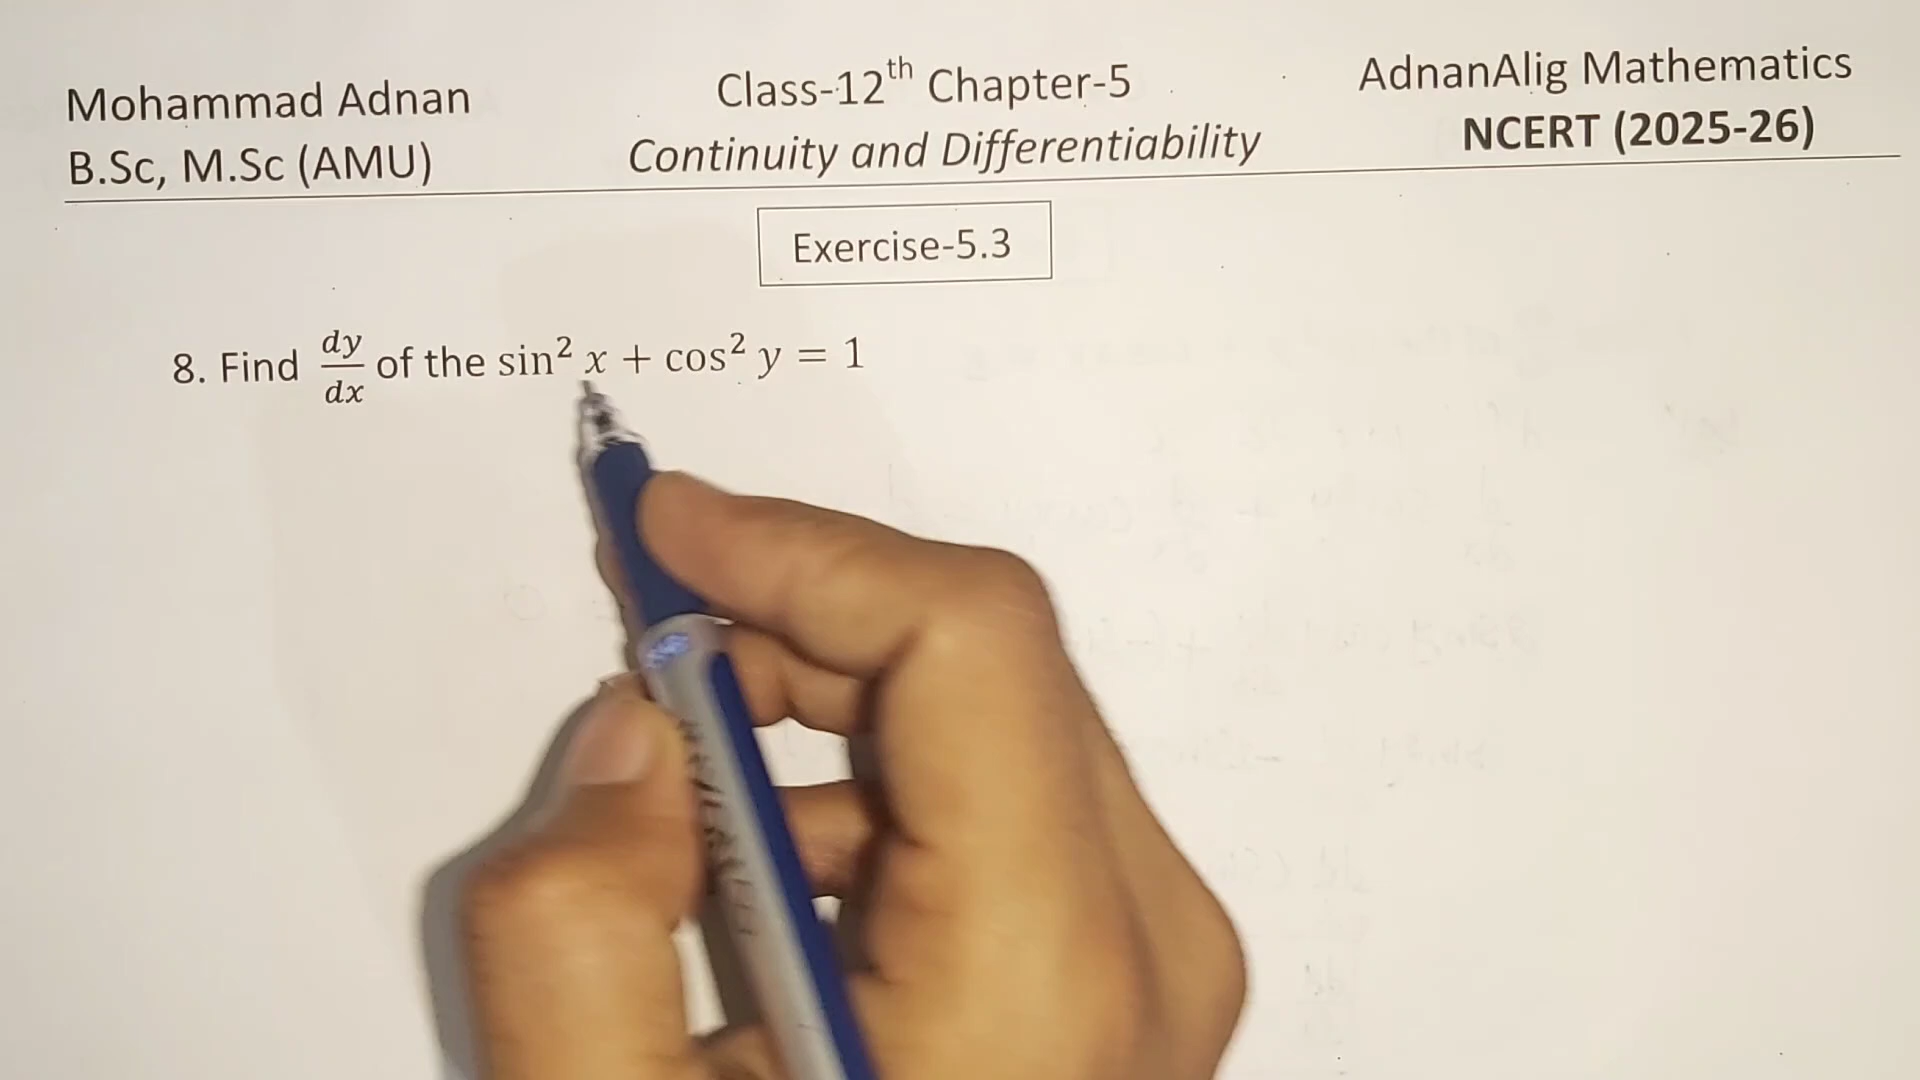 Mohammad Adnan
B.Sc, M.Sc (AMU)
Class-12th Chapter-5
Continuity and Differentiability
AdnanAlig Mathematics
NCERT (2025-26)
Exercise-5.3
8. Find dy/dx of the sin² x + cos² y = 1